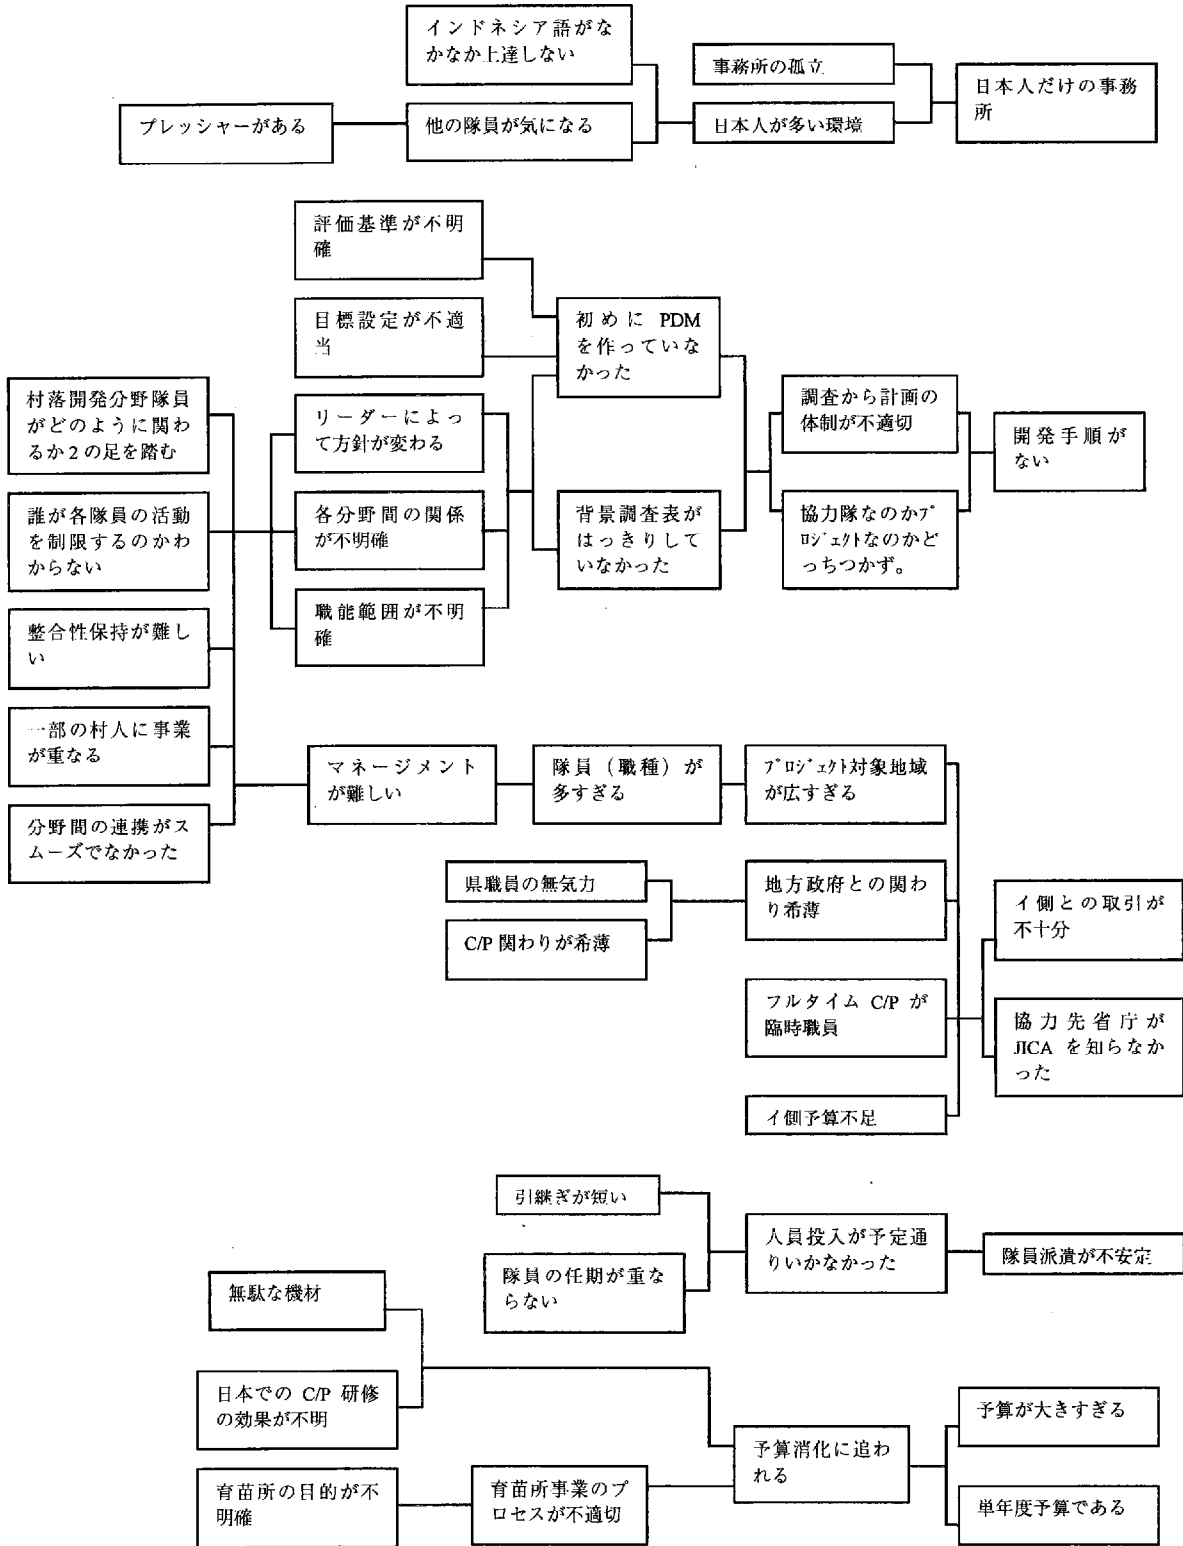 インドネシア語がな
かなか上達しない
事務所の孤立
日本人だけの事務
所
プレッシャーがある
他の隊員が気になる
日本人が多い環境
評価基準が不明
確
目標設定が不適
当
初めに PDM
を作っていな
かった
村落開発分野隊員
がどのように関わ
るか2の足を踏む
リーダーによっ
て方針が変わる
調査から計画の
体制が不適切
開発手順が
ない
誰が各隊員の活動
を制限するのかわ
からない
各分野間の関係
が不明確
背景調査表が
はっきりして
いなかった
協力隊なのかﾌﾟ
ﾛｼﾞｪｸﾄなのかど
っちつかず。
職能範囲が不明
確
整合性保持が難し
い
一部の村人に事業
が重なる
マネージメント
が難しい
隊員（職種）が
多すぎる
ﾌﾟﾛｼﾞｪｸﾄ対象地域
が広すぎる
分野間の連携がス
ムーズでなかった
県職員の無気力
地方政府との関わ
り希薄
イ側との取引が
不十分
C/P 関わりが希薄
フルタイム C/P が
臨時職員
協力先省庁が
JICA を知らなか
った
イ側予算不足
引継ぎが短い
人員投入が予定通
りいかなかった
隊員派遣が不安定
隊員の任期が重な
らない
無駄な機材
日本での C/P 研修
の効果が不明
予算が大きすぎる
予算消化に追わ
れる
育苗所の目的が不
明確
育苗所事業のプ
ロセスが不適切
単年度予算である